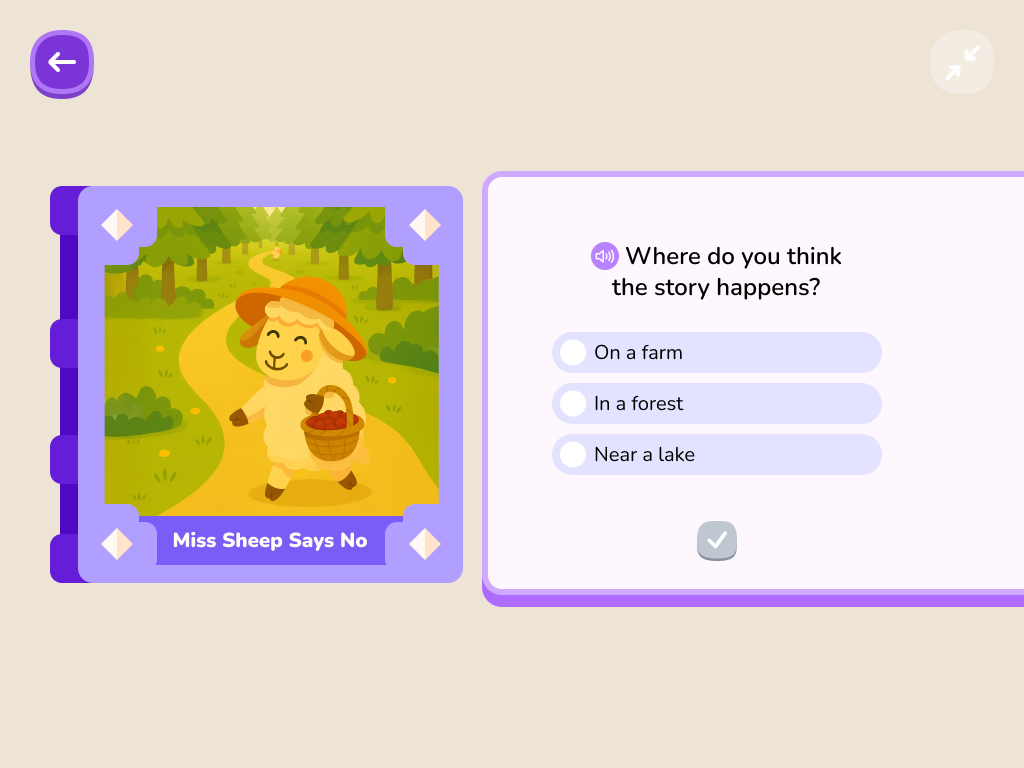 Miss Sheep Says No
Where do you think
the story happens?
On a farm
In a forest
Near a lake